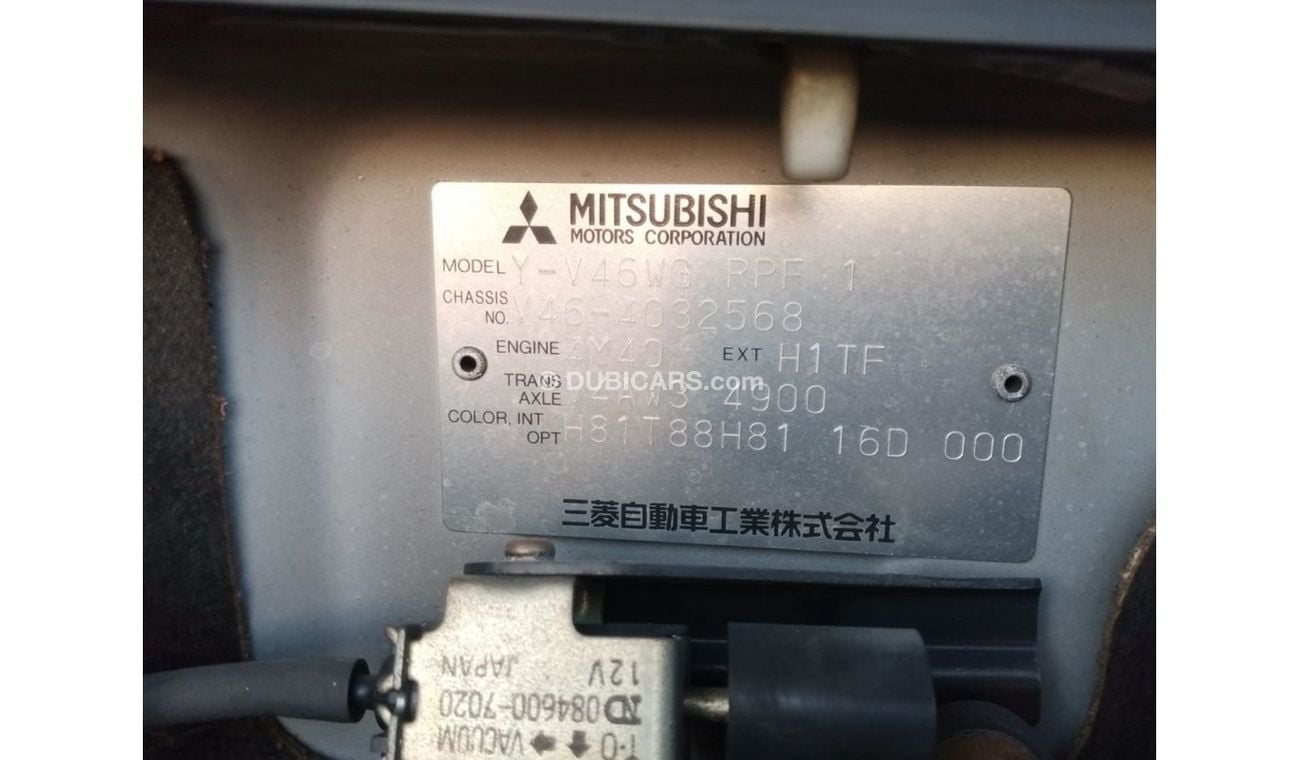 MITSUBISHI
MOTORS CORPORATION
MODEL Y-V46WG RPF 1
CHASSIS NO. V46-4032568
ENGINE 4M40 EXT H1TF
TRANS AXLE V4AW3 4900
© DUBICARS.com
COLOR, INT OPT H81T88H81 16D 000
三菱自動車工業株式会社
T-O ⬇ ➡ VACUUM
ND 084600-7020
12V JAPAN